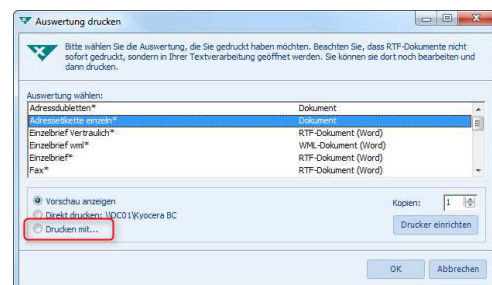 Auswertung drucken
Bitte wählen Sie die Auswertung, die Sie gedruckt haben möchten. Beachten Sie, dass RTF-Dokumente nicht
sofort gedruckt, sondern in Ihrer Textverarbeitung geöffnet werden. Sie können sie dort noch bearbeiten und
dann drucken.
Auswertung wählen:
Adressdubletten* Dokument
Adressetikette einzeln* Dokument
Einzelbrief Vertraulich* RTF-Dokument (Word)
Einzelbrief wml* WML-Dokument (Word)
Einzelbrief* RTF-Dokument (Word)
Fax* RTF-Dokument (Word)
Vorschau anzeigen
Kopien: 1
Direkt drucken: \\DC01\Kyocera BC
Drucken mit...
Drucker einrichten
OK Abbrechen